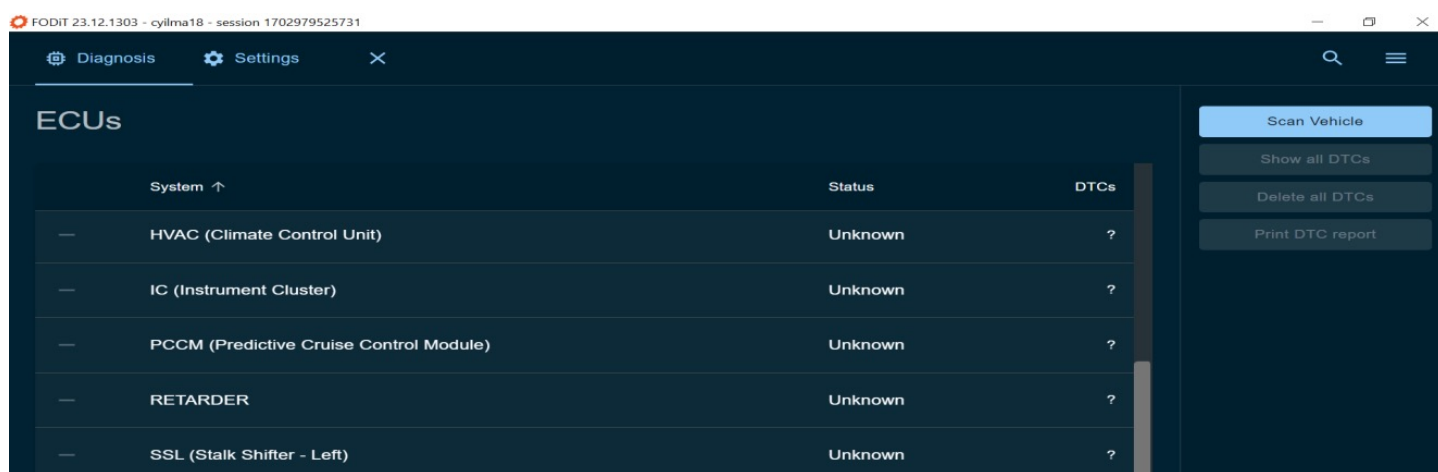 FODiT 23.12.1303 - cyilma18 - session 1702979525731
Diagnosis Settings
ECUs
Scan Vehicle
Show all DTCs
Delete all DTCs
Print DTC report
System ↑ Status DTCs
HVAC (Climate Control Unit) Unknown ?
IC (Instrument Cluster) Unknown ?
PCCM (Predictive Cruise Control Module) Unknown ?
RETARDER Unknown ?
SSL (Stalk Shifter - Left) Unknown ?